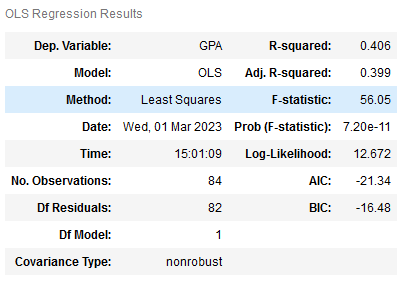 OLS Regression Results
Dep. Variable: GPA R-squared: 0.406
Model: OLS Adj. R-squared: 0.399
Method: Least Squares F-statistic: 56.05
Date: Wed, 01 Mar 2023 Prob (F-statistic): 7.20e-11
Time: 15:01:09 Log-Likelihood: 12.672
No. Observations: 84 AIC: -21.34
Df Residuals: 82 BIC: -16.48
Df Model: 1
Covariance Type: nonrobust